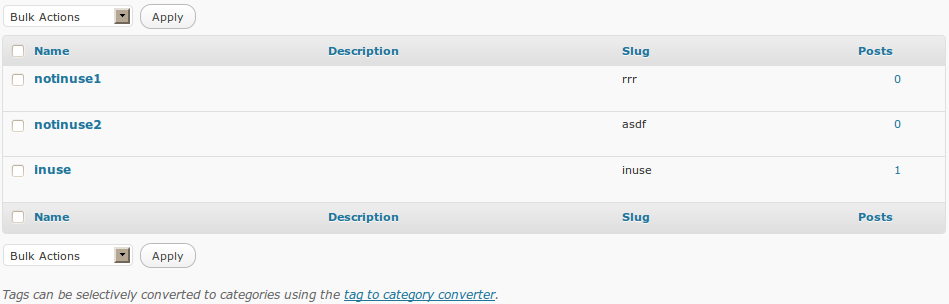 Bulk Actions Apply
Name Description Slug Posts
notinuse1 rrr 0
notinuse2 asdf 0
inuse inuse 1
Name Description Slug Posts
Bulk Actions Apply
Tags can be selectively converted to categories using the tag to category converter.